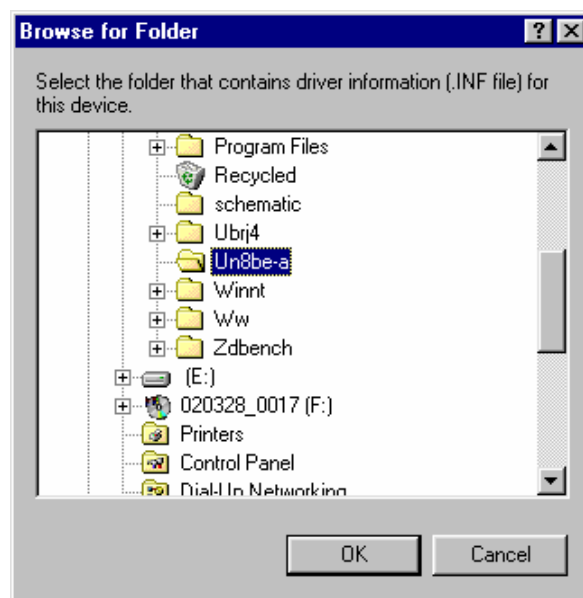 Browse for Folder
Select the folder that contains driver information (.INF file) for
this device.
Program Files
Recycled
schematic
Ubrj4
Un8be-a
Winnt
Ww
Zdbench
(E:)
020328_0017 (F:)
Printers
Control Panel
Dial-Up Networking
OK Cancel